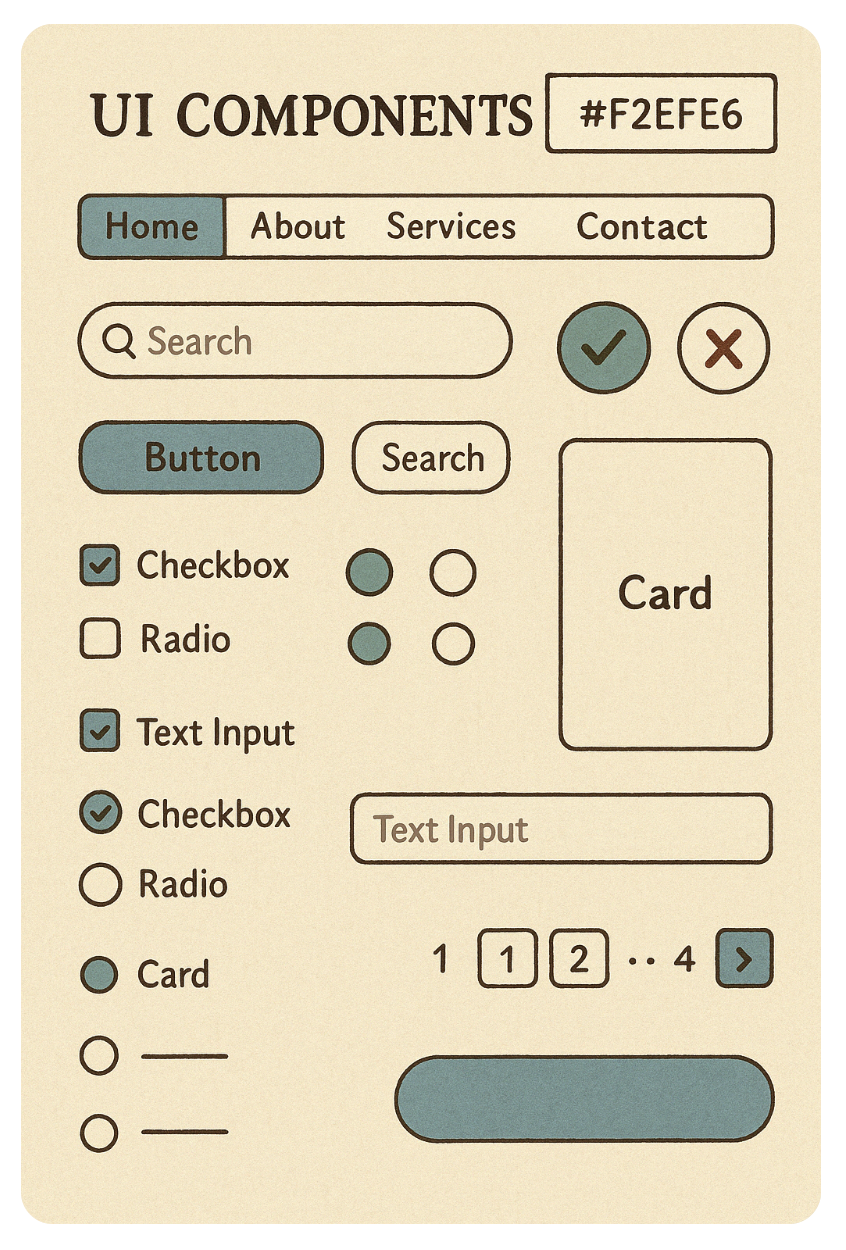 UI COMPONENTS #F2EFE6
Home About Services Contact
Search
Button Search
Checkbox
Radio
Card
Text Input
Checkbox
Text Input
Radio
1 1 2 ·· 4 >
Card